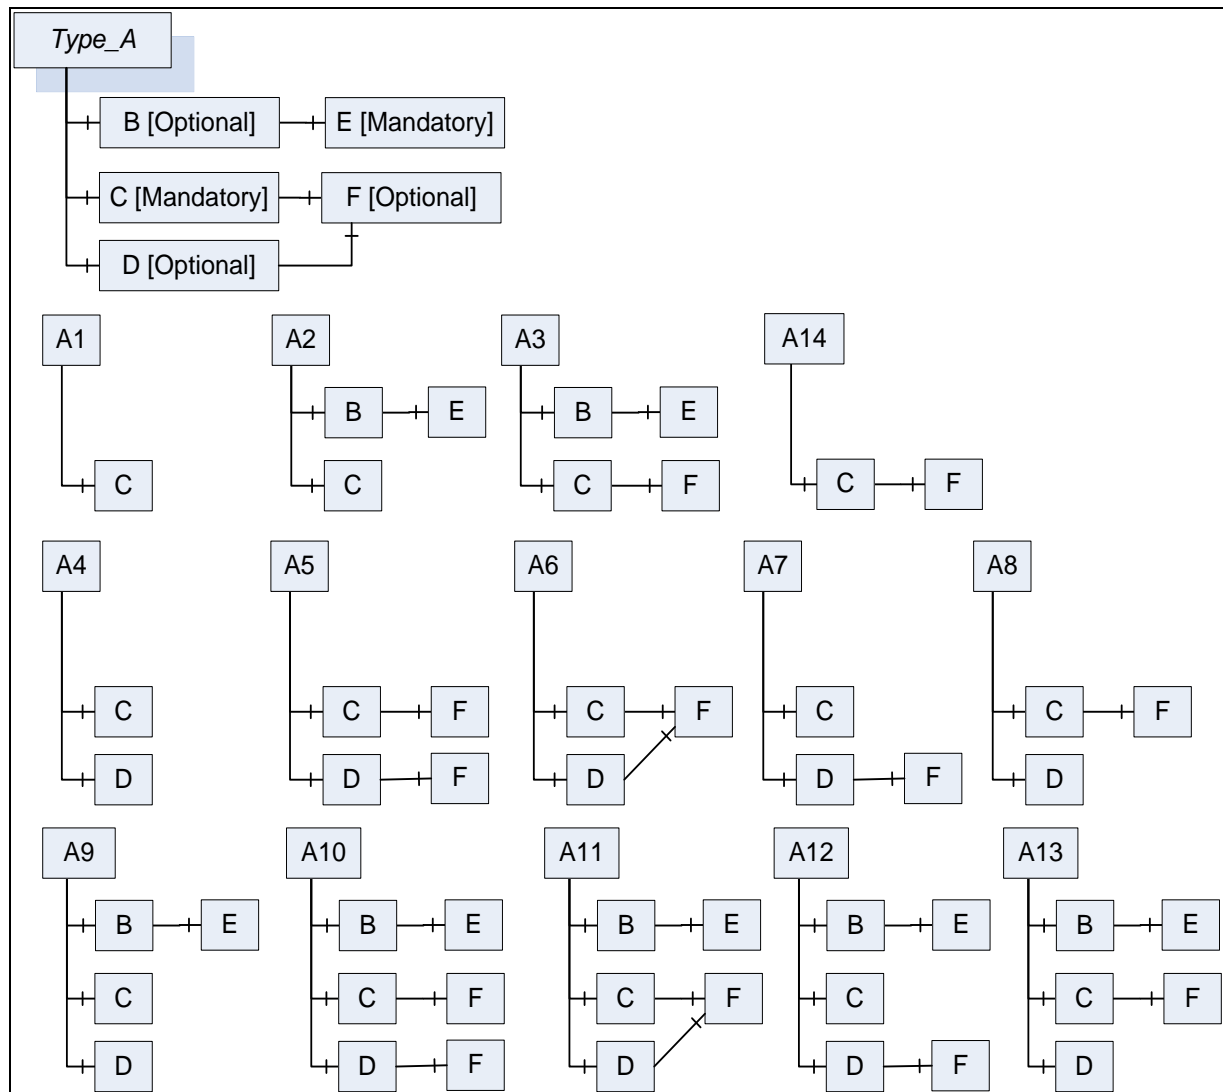 Type_A
B [Optional] E [Mandatory]
C [Mandatory] F [Optional]
D [Optional]
A1 A2 A3 A14
B E B E
C C C F C F
A4 A5 A6 A7 A8
C C F C F C C F
D D F D D F D
A9 A10 A11 A12 A13
B E B E B E B E B E
C C F C F C C F
D D F D D F D